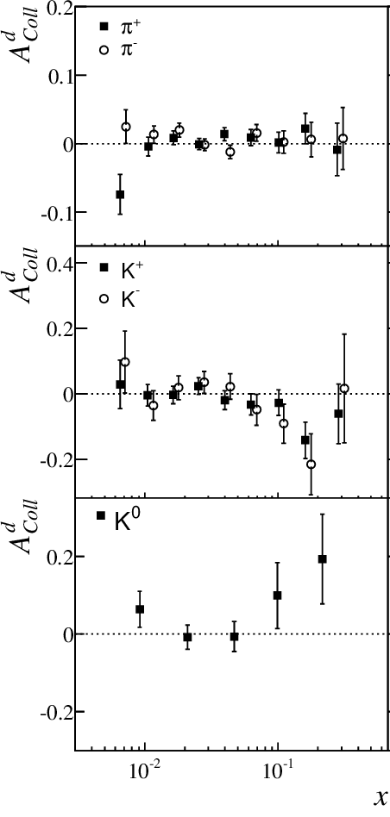 0.2
A^d_Coll
π⁺
π⁻
0.1
0
-0.1
0.4
A^d_Coll
K⁺
K⁻
0.2
0
-0.2
A^d_Coll
K⁰
0.2
0
-0.2
10⁻² 10⁻¹
x